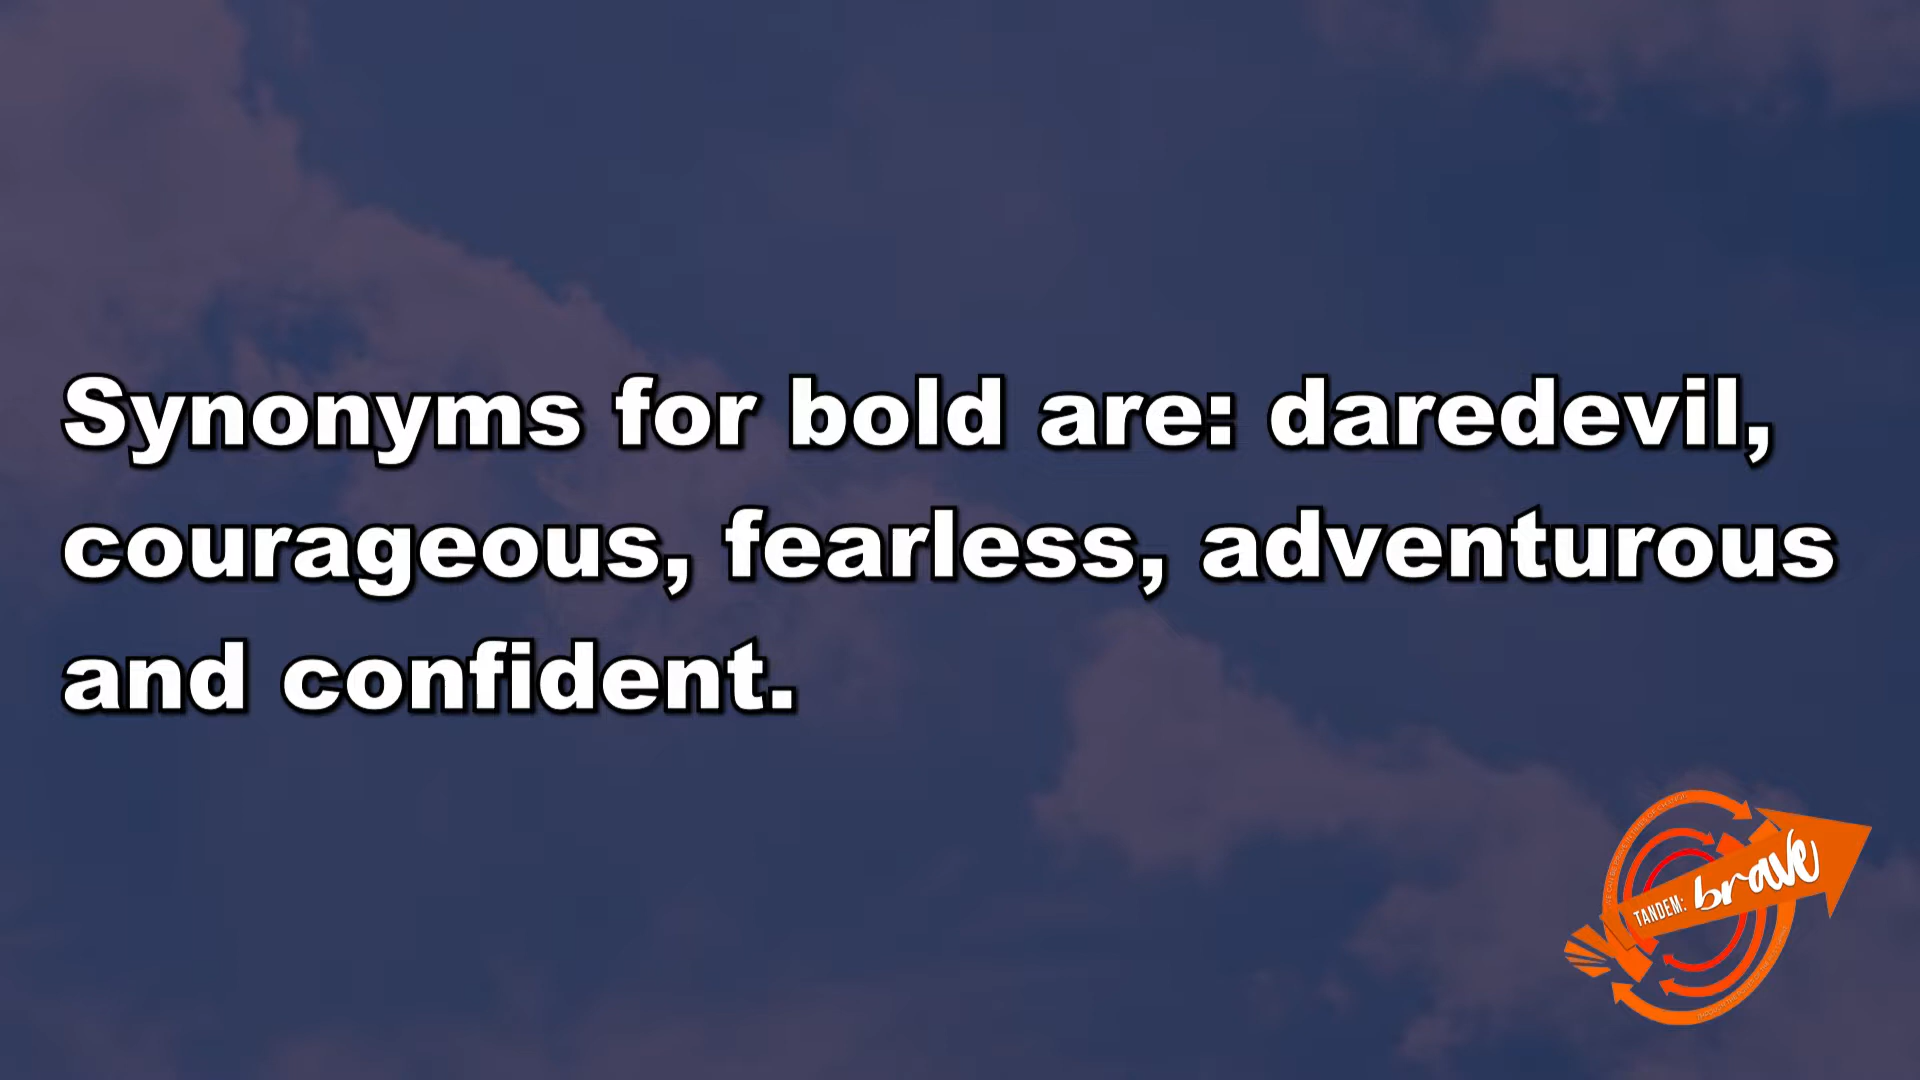 Synonyms for bold are: daredevil,
courageous, fearless, adventurous
and confident.
TANDEM: brave